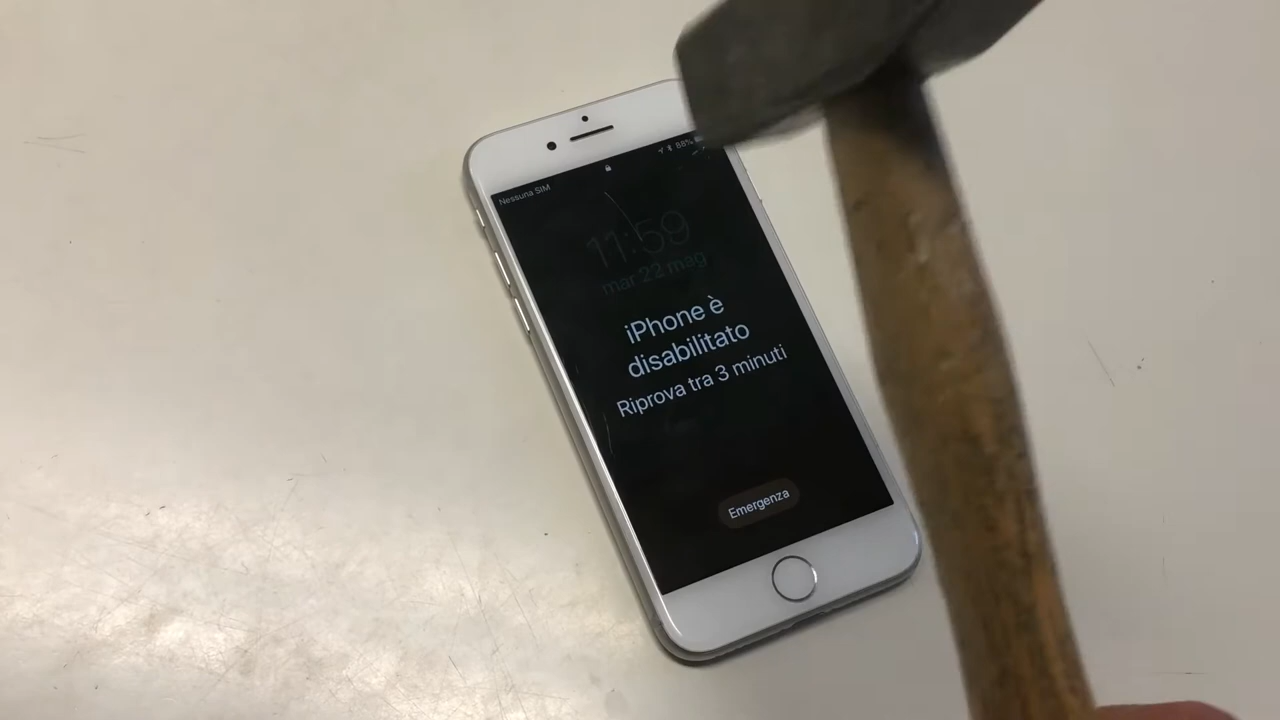 Nessuna SIM
88%
11:59
mar 22 mag
iPhone è
disabilitato
Riprova tra 3 minuti
Emergenza